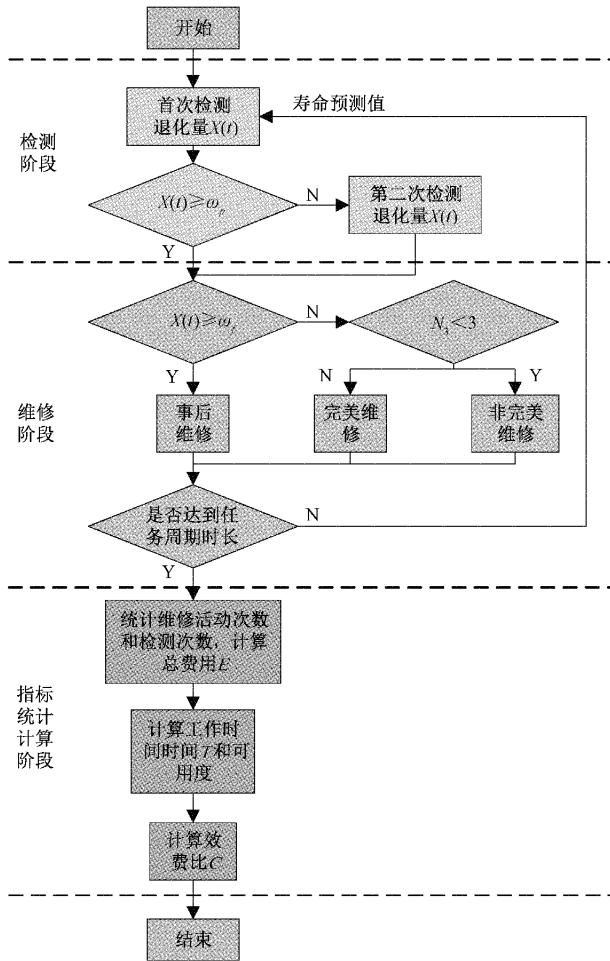 开始
首次检测
退化量X(t)
寿命预测值
检测
阶段
X(t)≥ωp
N
第二次检测
退化量X(t)
Y
X(t)≥ωf
N
N3<3
Y
N
Y
维修
阶段
事后
维修
完美维
修
非完美
维修
是否达到任
务周期时长
N
Y
统计维修活动次数
和检测次数，计算
总费用E
指标
统计
计算
阶段
计算工作时
间时间T和可
用度
计算效
费比C
结束